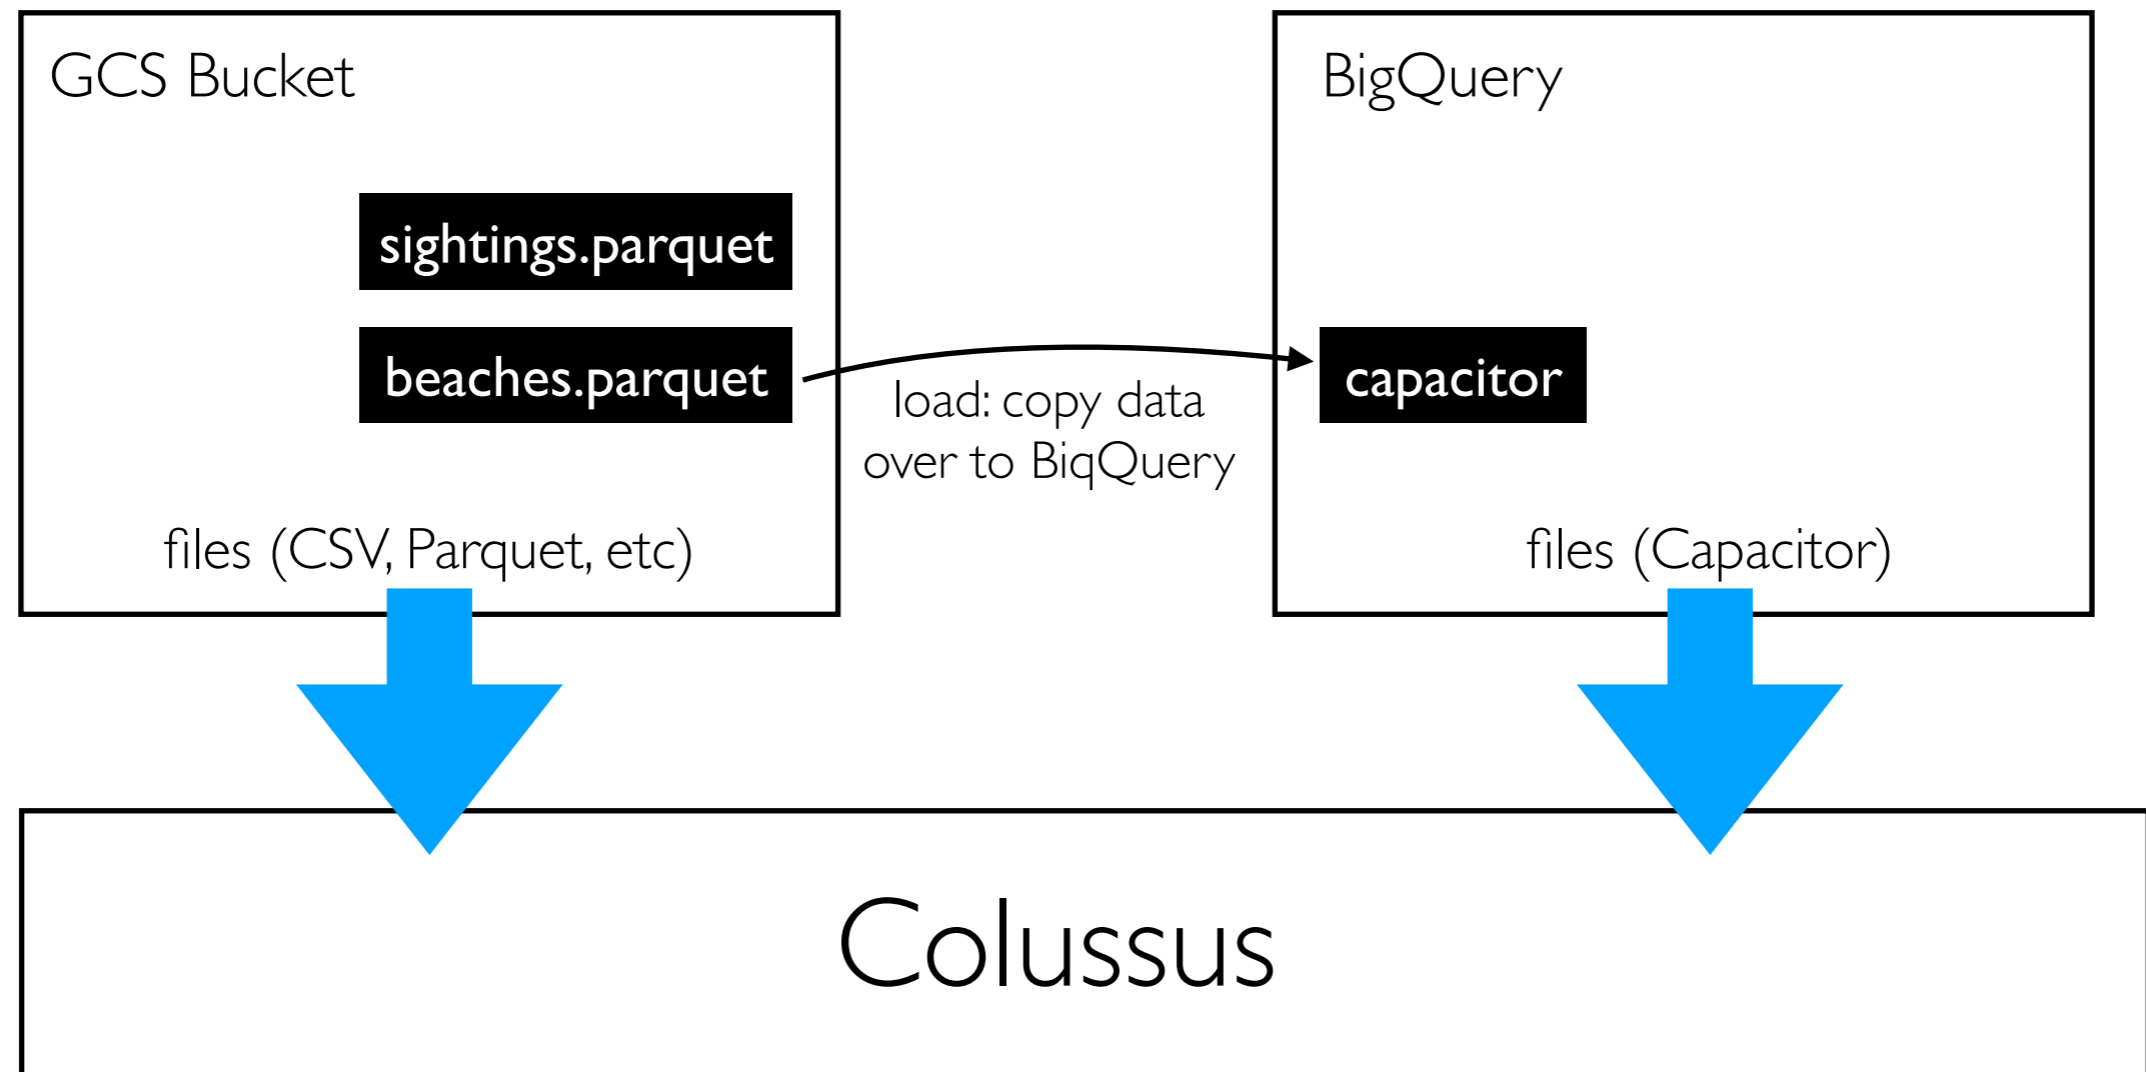 GCS Bucket
sightings.parquet
beaches.parquet
files (CSV, Parquet, etc)
load: copy data
over to BiqQuery
BigQuery
capacitor
files (Capacitor)
Colussus